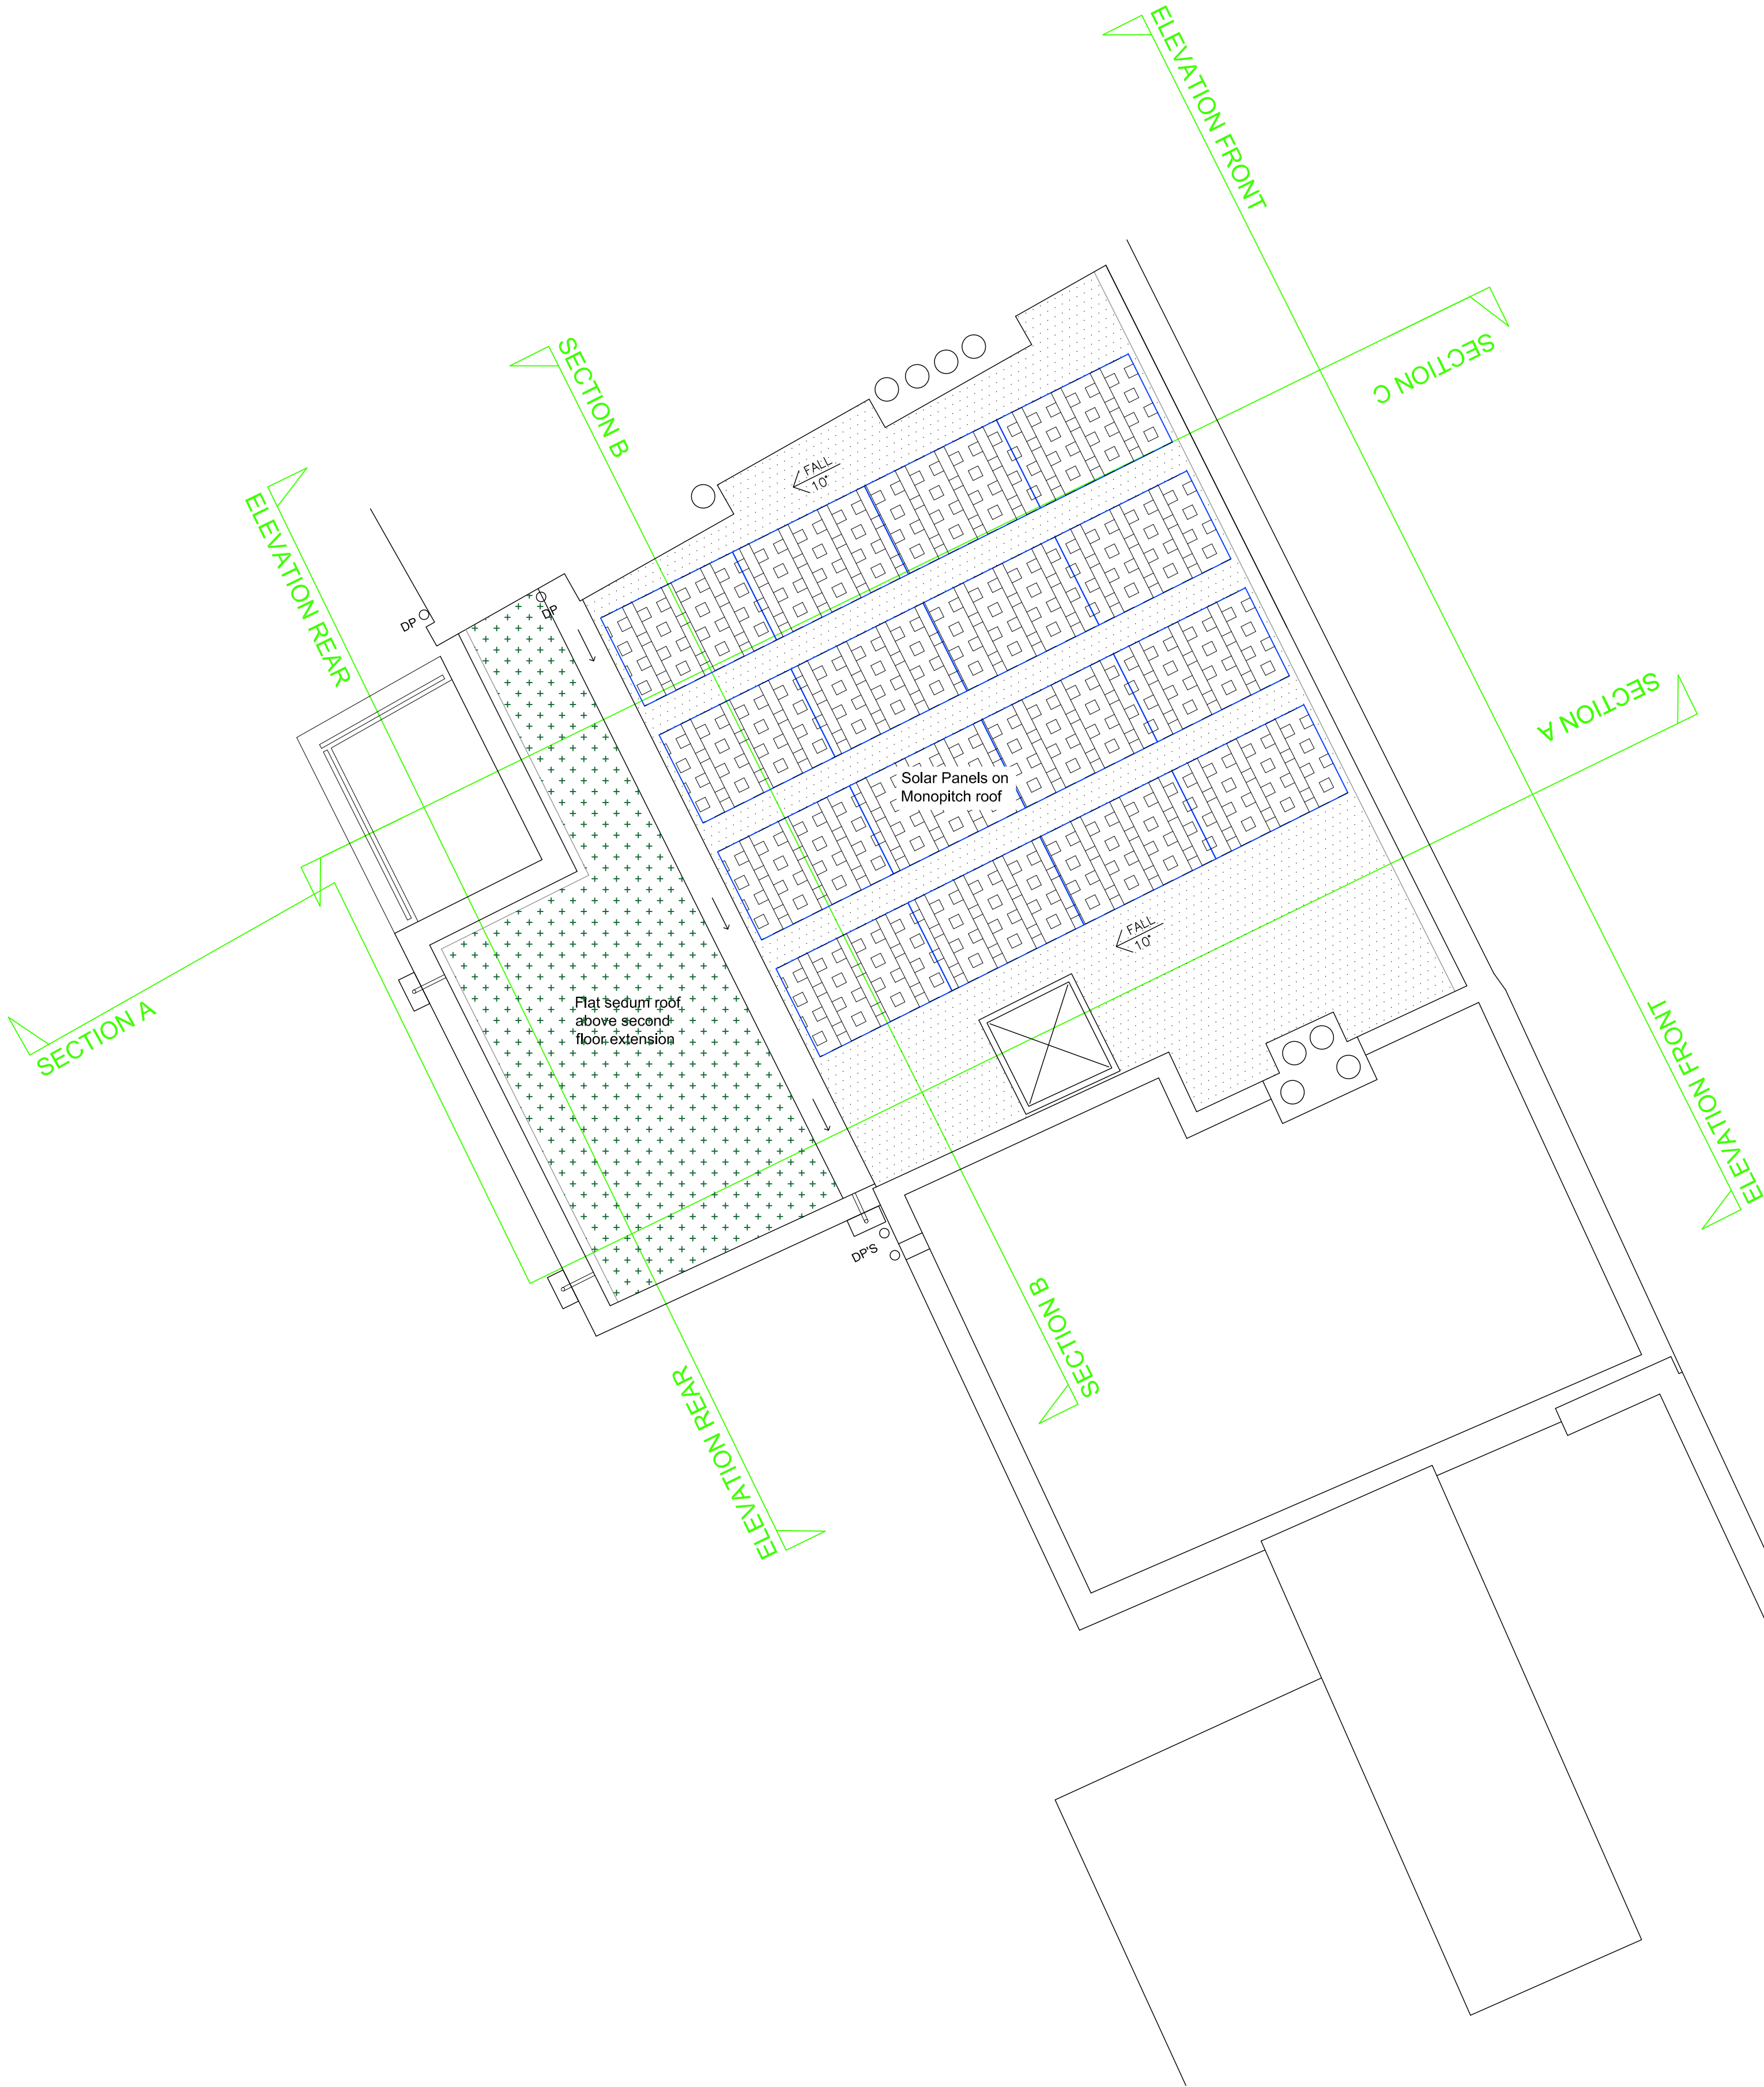 ELEVATION FRONT
SECTION B
SECTION C
FALL
10°
ELEVATION REAR
DP
DP
SECTION A
Solar Panels on
Monopitch roof
FALL
10°
Flat sedum roof
above second
floor extension
SECTION A
ELEVATION FRONT
DP'S
SECTION B
ELEVATION REAR